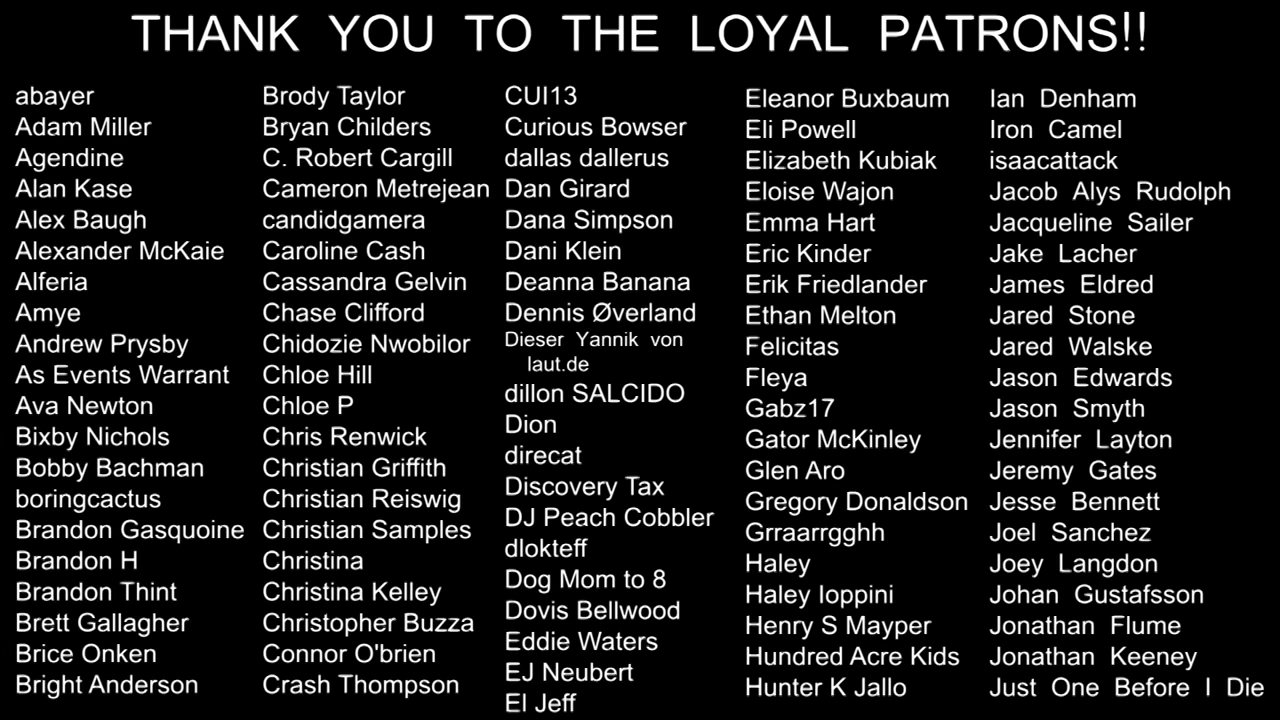 THANK YOU TO THE LOYAL PATRONS!!
abayer
Adam Miller
Agendine
Alan Kase
Alex Baugh
Alexander McKaie
Alferia
Amye
Andrew Prysby
As Events Warrant
Ava Newton
Bixby Nichols
Bobby Bachman
boringcactus
Brandon Gasquoine
Brandon H
Brandon Thint
Brett Gallagher
Brice Onken
Bright Anderson
Brody Taylor
Bryan Childers
C. Robert Cargill
Cameron Metrejean
candidgamera
Caroline Cash
Cassandra Gelvin
Chase Clifford
Chidozie Nwobilor
Chloe Hill
Chloe P
Chris Renwick
Christian Griffith
Christian Reiswig
Christian Samples
Christina
Christina Kelley
Christopher Buzza
Connor O'brien
Crash Thompson
CUI13
Curious Bowser
dallas dallerus
Dan Girard
Dana Simpson
Dani Klein
Deanna Banana
Dennis Øverland
Dieser Yannik von
laut.de
dillon SALCIDO
Dion
direcat
Discovery Tax
DJ Peach Cobbler
dlokteff
Dog Mom to 8
Dovis Bellwood
Eddie Waters
EJ Neubert
El Jeff
Eleanor Buxbaum
Eli Powell
Elizabeth Kubiak
Eloise Wajon
Emma Hart
Eric Kinder
Erik Friedlander
Ethan Melton
Felicitas
Fleya
Gabz17
Gator McKinley
Glen Aro
Gregory Donaldson
Grraarrgghh
Haley
Haley Ioppini
Henry S Mayper
Hundred Acre Kids
Hunter K Jallo
Ian Denham
Iron Camel
isaacattack
Jacob Alys Rudolph
Jacqueline Sailer
Jake Lacher
James Eldred
Jared Stone
Jared Walske
Jason Edwards
Jason Smyth
Jennifer Layton
Jeremy Gates
Jesse Bennett
Joel Sanchez
Joey Langdon
Johan Gustafsson
Jonathan Flume
Jonathan Keeney
Just One Before I Die